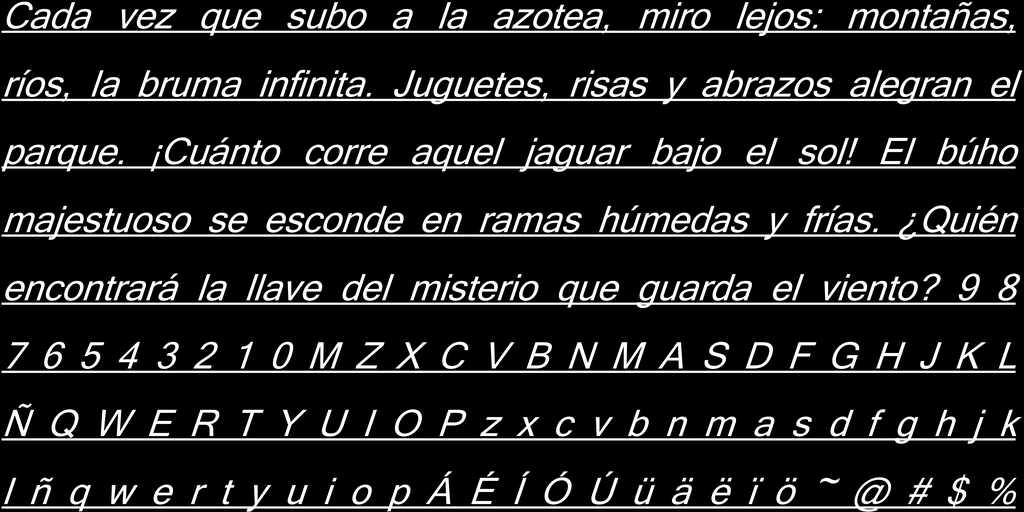 Cada vez que subo a la azotea, miro lejos: montañas,
ríos, la bruma infinita. Juguetes, risas y abrazos alegran el
parque. ¡Cuánto corre aquel jaguar bajo el sol! El búho
majestuoso se esconde en ramas húmedas y frías. ¿Quién
encontrará la llave del misterio que guarda el viento? 9 8
7 6 5 4 3 2 1 0 M Z X C V B N M A S D F G H J K L
Ñ Q W E R T Y U I O P z x c v b n m a s d f g h j k
l ñ q w e r t y u i o p Á É Í Ó Ú ü ä ë ï ö ~ @ # $ %